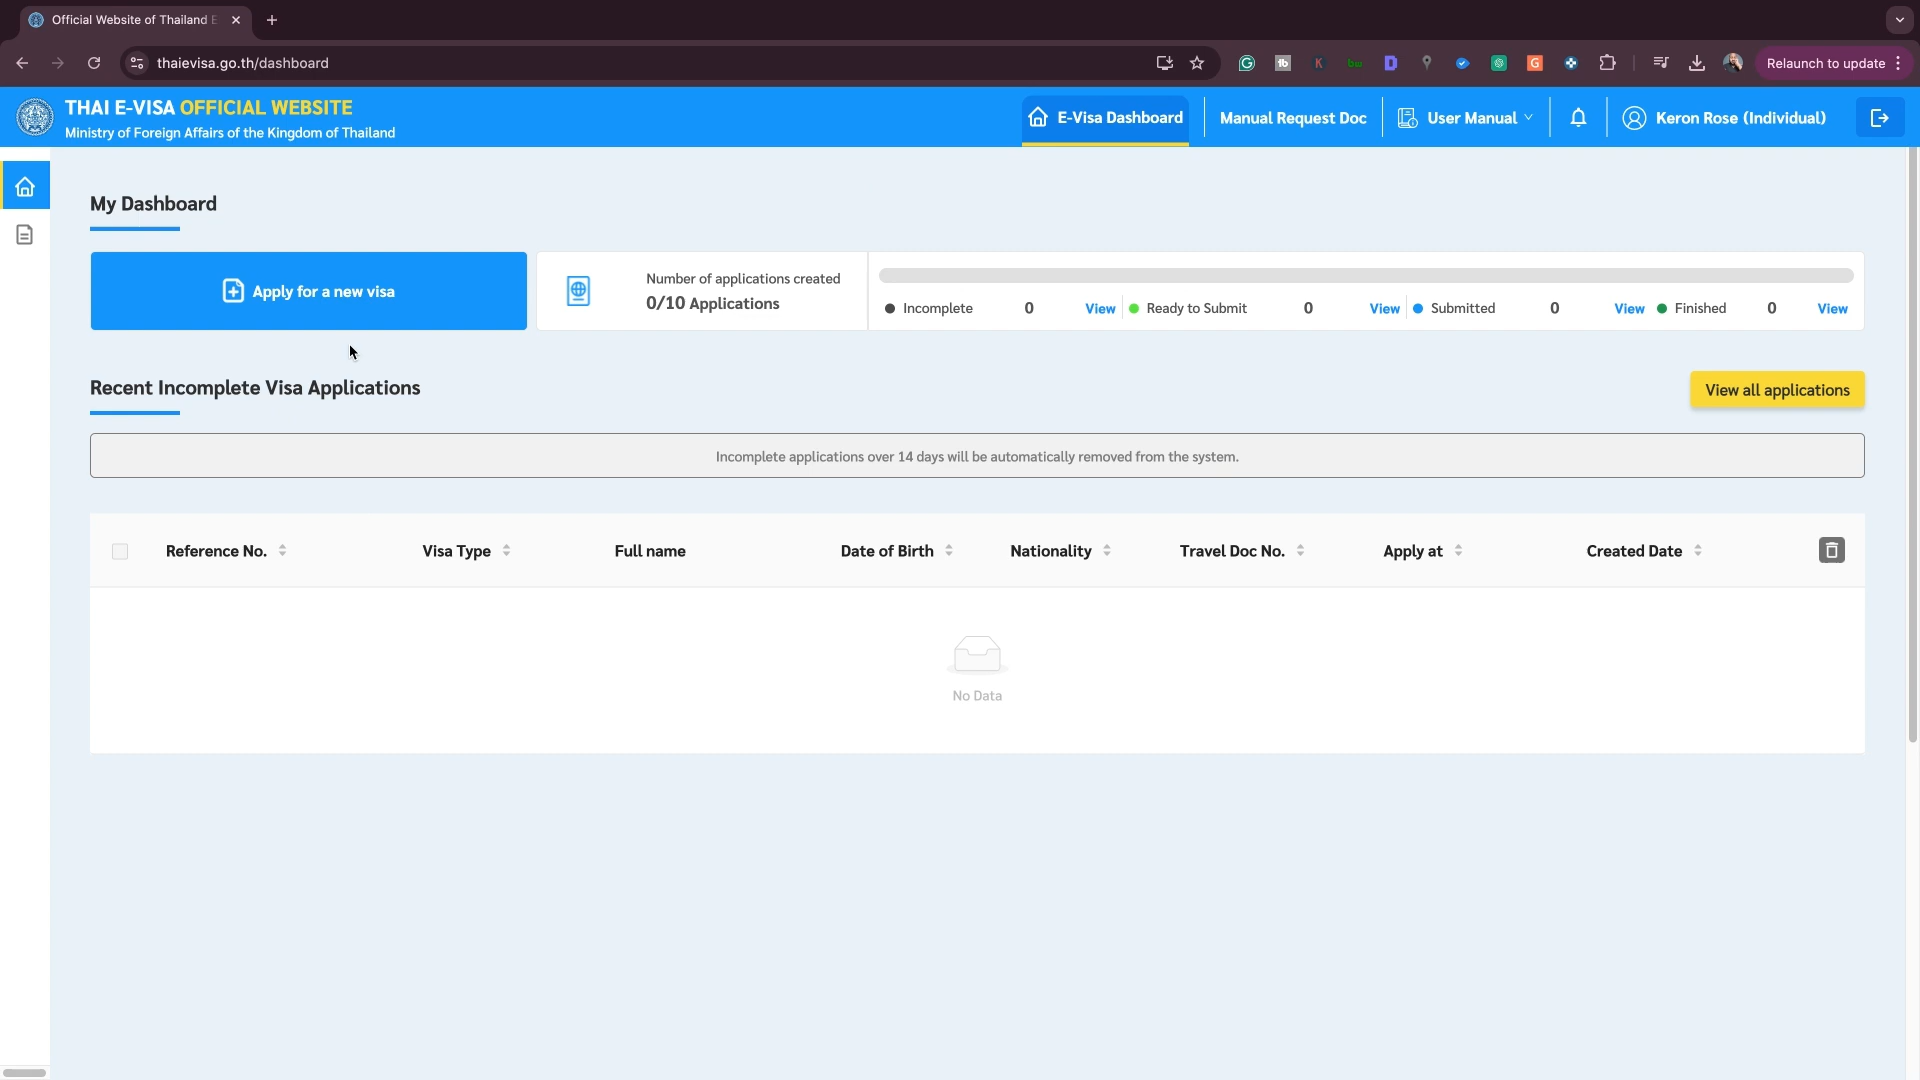 Official Website of Thailand E
thaievisa.go.th/dashboard
Relaunch to update
THAI E-VISA OFFICIAL WEBSITE
Ministry of Foreign Affairs of the Kingdom of Thailand
E-Visa Dashboard
Manual Request Doc
User Manual
Keron Rose (Individual)
My Dashboard
Apply for a new visa
Number of applications created
0/10 Applications
Incomplete 0 View
Ready to Submit 0 View
Submitted 0 View
Finished 0 View
Recent Incomplete Visa Applications
View all applications
Incomplete applications over 14 days will be automatically removed from the system.
Reference No. Visa Type Full name Date of Birth Nationality Travel Doc No. Apply at Created Date
No Data